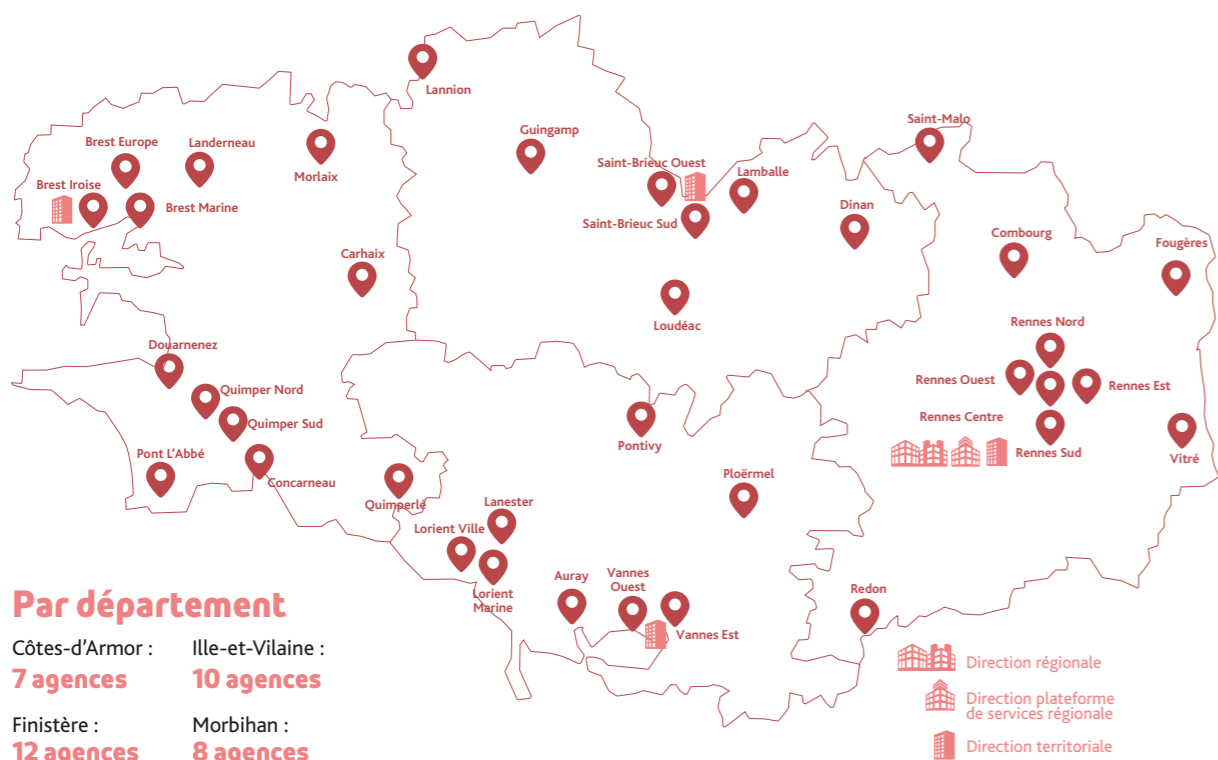 Lannion
Saint-Malo
Guingamp
Brest Europe
Landerneau
Saint-Brieuc Ouest
Lamballe
Morlaix
Brest Iroise
Brest Marine
Saint-Brieuc Sud
Dinan
Combourg
Fougères
Carhaix
Loudéac
Rennes Nord
Douarnenez
Rennes Ouest
Rennes Est
Quimper Nord
Rennes Centre
Quimper Sud
Pontivy
Pont L'Abbé
Rennes Sud
Vitré
Concarneau
Ploërmel
Quimperlé
Lanester
Lorient Ville
Auray
Vannes
Ouest
Lorient
Marine
Redon
Vannes Est
Par département
Côtes-d'Armor :
7 agences
Ille-et-Vilaine :
10 agences
Finistère :
12 agences
Morbihan :
8 agences
Direction régionale
Direction plateforme
de services régionale
Direction territoriale